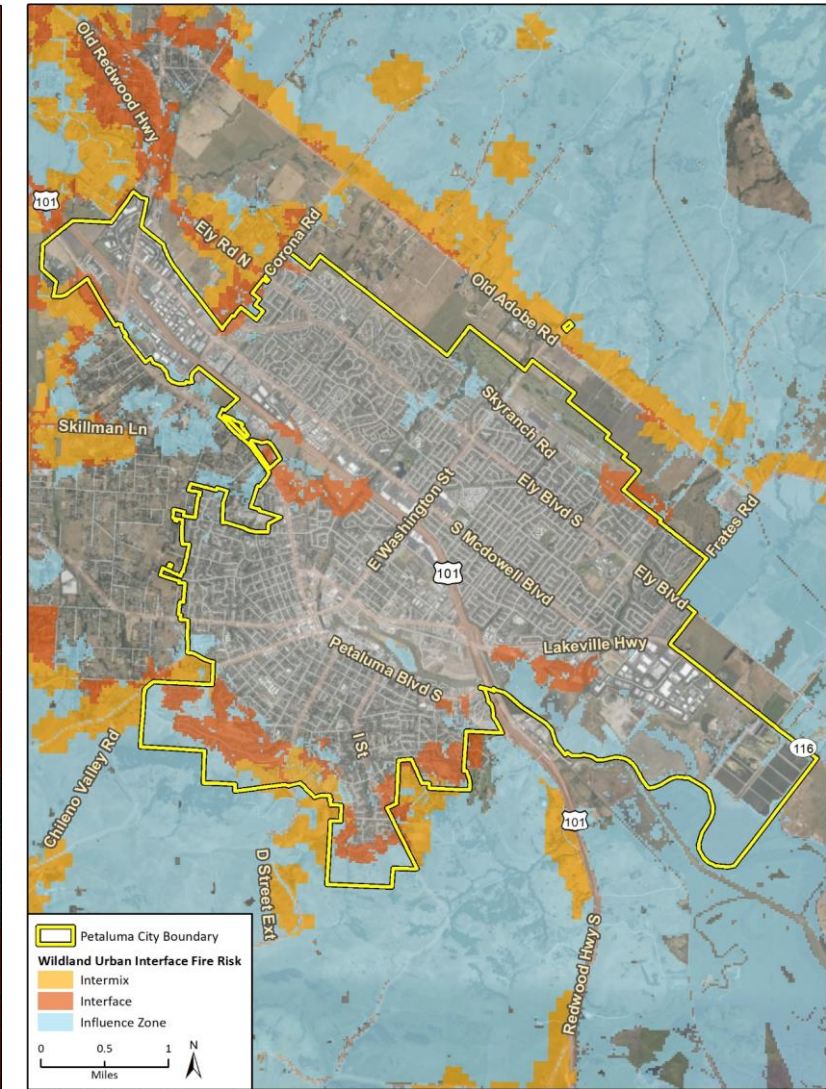 Old Redwood Hwy
101
Ely Rd N
Corona Rd
Old Adobe Rd
Skillman Ln
Skyranch Rd
Ely Blvd S
E Washington St
S Mcdowell Blvd
Frates Rd
101
Ely Blvd
Lakeville Hwy
Petaluma Blvd S
I St
Chileno Valley Rd
116
101
D Street Ext
Redwood Hwy S
Petaluma City Boundary
Wildland Urban Interface Fire Risk
Intermix
Interface
Influence Zone
0 0.5 1
Miles
N